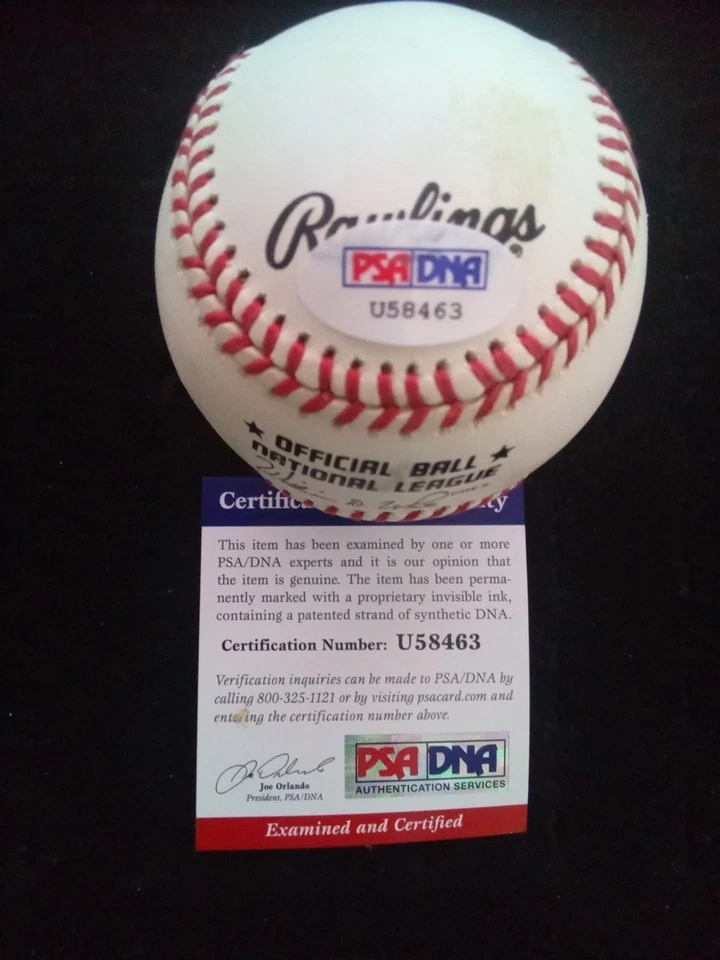 Rawlings
®
PSA DNA
U58463
★ OFFICIAL BALL ★
NATIONAL LEAGUE
Certific ty
This item has been examined by one or more
PSA/DNA experts and it is our opinion that
the item is genuine. The item has been perma-
nently marked with a proprietary invisible ink,
containing a patented strand of synthetic DNA.
Certification Number: U58463
Verification inquiries can be made to PSA/DNA by
calling 800-325-1121 or by visiting psacard.com and
entering the certification number above.
Joe Orlando
President, PSA/DNA
PSA DNA
AUTHENTICATION SERVICES
Examined and Certified